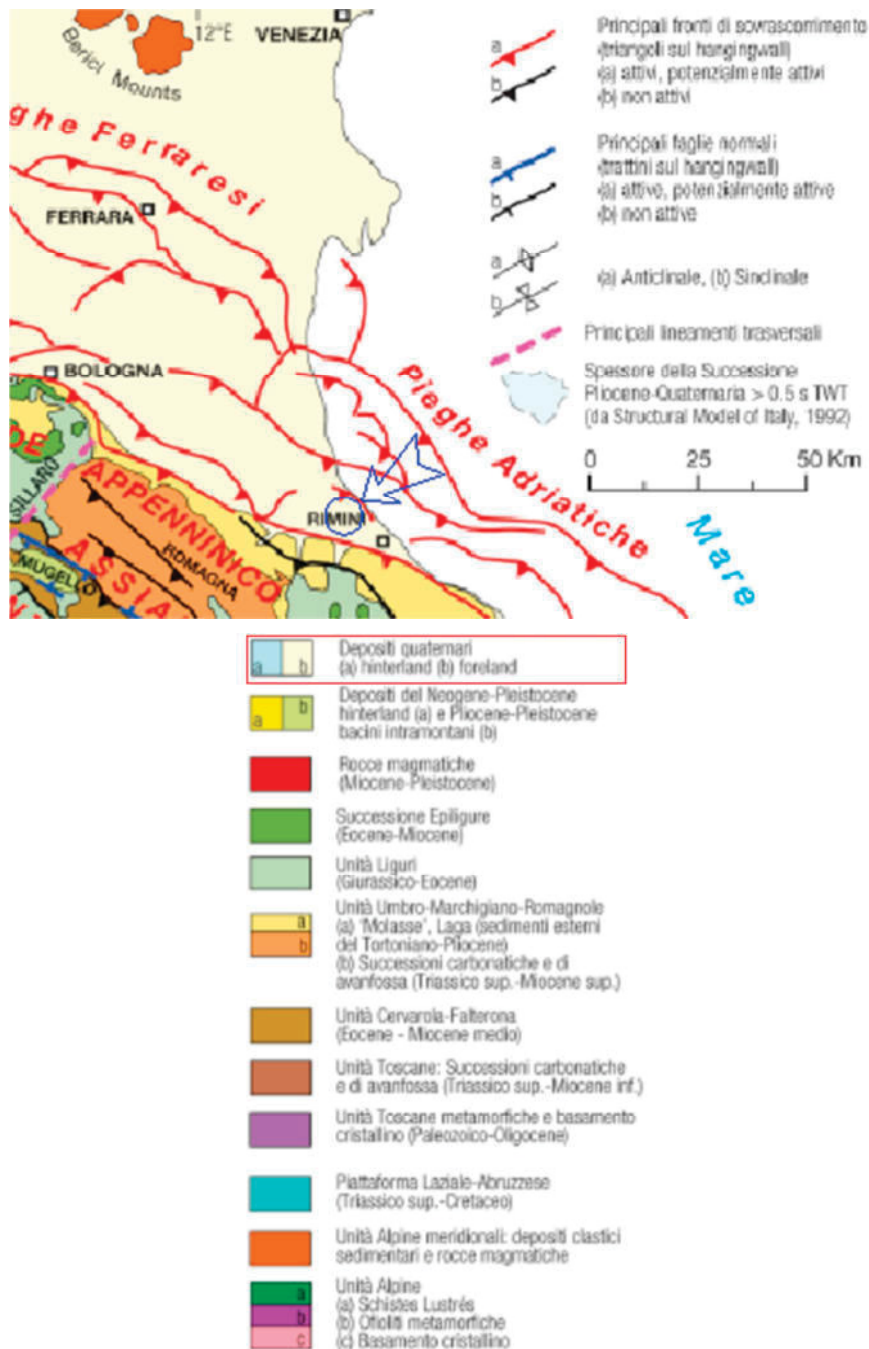 12°E
VENEZIA
Berici
Mounts
ghe Ferraresi
FERRARA
BOLOGNA
Pieghe Adriatiche
RIMINI
SILLARO
APPENNINICO
ROMAGNA
MUGELLO
ASSIA
Mare
a
b
Principali fronti di sovrascorrimento
(triangoli sul hangingwall)
(a) attivi, potenzialmente attivi
(b) non attivi
a
b
Principali faglie normali
(trattini sul hangingwall)
(a) attive, potenzialmente attive
(b) non attive
a
b
(a) Anticlinale, (b) Sinclinale
Principali lineamenti trasversali
Spessore della Successione
Pliocene-Quaternaria > 0.5 s TWT
(da Structural Model of Italy, 1992)
0 25 50 Km
a b
Depositi quaternari
(a) hinterland (b) foreland
a b
Depositi del Neogene-Pleistocene
hinterland (a) e Pliocene-Pleistocene
bacini intramontani (b)
Rocce magmatiche
(Miocene-Pleistocene)
Successione Epiligure
(Eocene-Miocene)
Unità Liguri
(Giurassico-Eocene)
a
b
Unità Umbro-Marchigiano-Romagnole
(a) 'Molasse', Laga (sedimenti esterni
del Tortoniano-Pliocene)
(b) Successioni carbonatiche e di
avanfossa (Triassico sup.-Miocene sup.)
Unità Cervarola-Falterona
(Eocene - Miocene medio)
Unità Toscane: Successioni carbonatiche
e di avanfossa (Triassico sup.-Miocene inf.)
Unità Toscane metamorfiche e basamento
cristallino (Paleozoico-Oligocene)
Piattaforma Laziale-Abruzzese
(Triassico sup.-Cretaceo)
Unità Alpine meridionali: depositi clastici
sedimentari e rocce magmatiche
a
b
c
Unità Alpine
(a) Schistes Lustrés
(b) Ofioliti metamorfiche
(c) Basamento cristallino